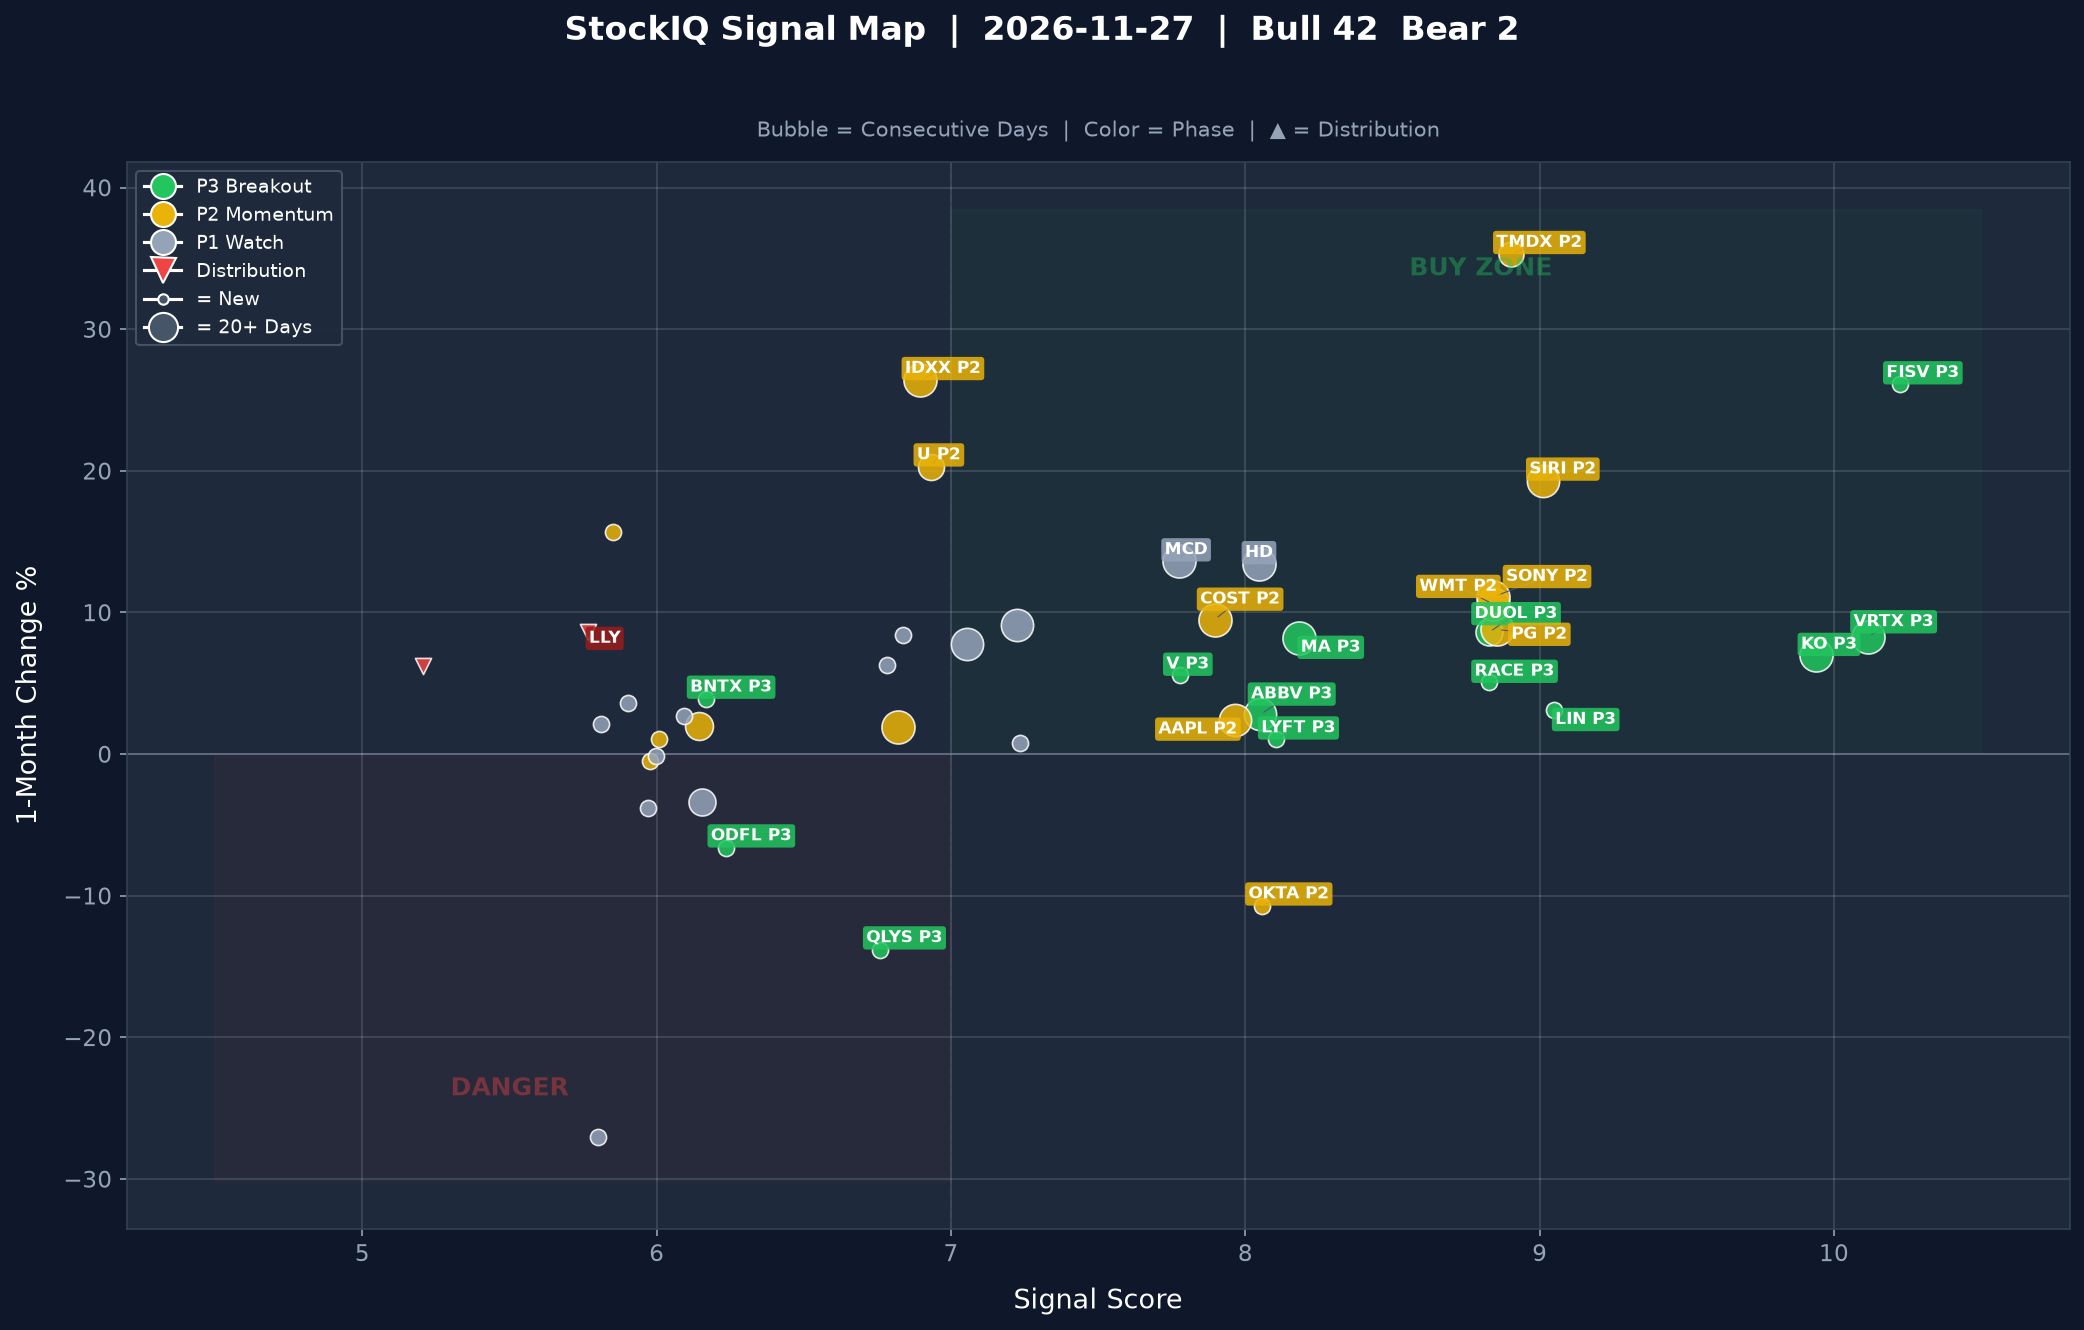 StockIQ Signal Map | 2026-11-27 | Bull 42 Bear 2
Bubble = Consecutive Days | Color = Phase | ▲ = Distribution
P3 Breakout
P2 Momentum
P1 Watch
Distribution
= New
= 20+ Days
40
30
20
10
0
−10
−20
−30
1-Month Change %
TMDX P2
BUY ZONE
IDXX P2
FISV P3
U P2
SIRI P2
MCD
HD
SONY P2
WMT P2
COST P2
DUOL P3
VRTX P3
PG P2
LLY
KO P3
MA P3
V P3
RACE P3
BNTX P3
ABBV P3
LIN P3
AAPL P2
LYFT P3
ODFL P3
OKTA P2
QLYS P3
DANGER
5
6
7
8
9
10
Signal Score